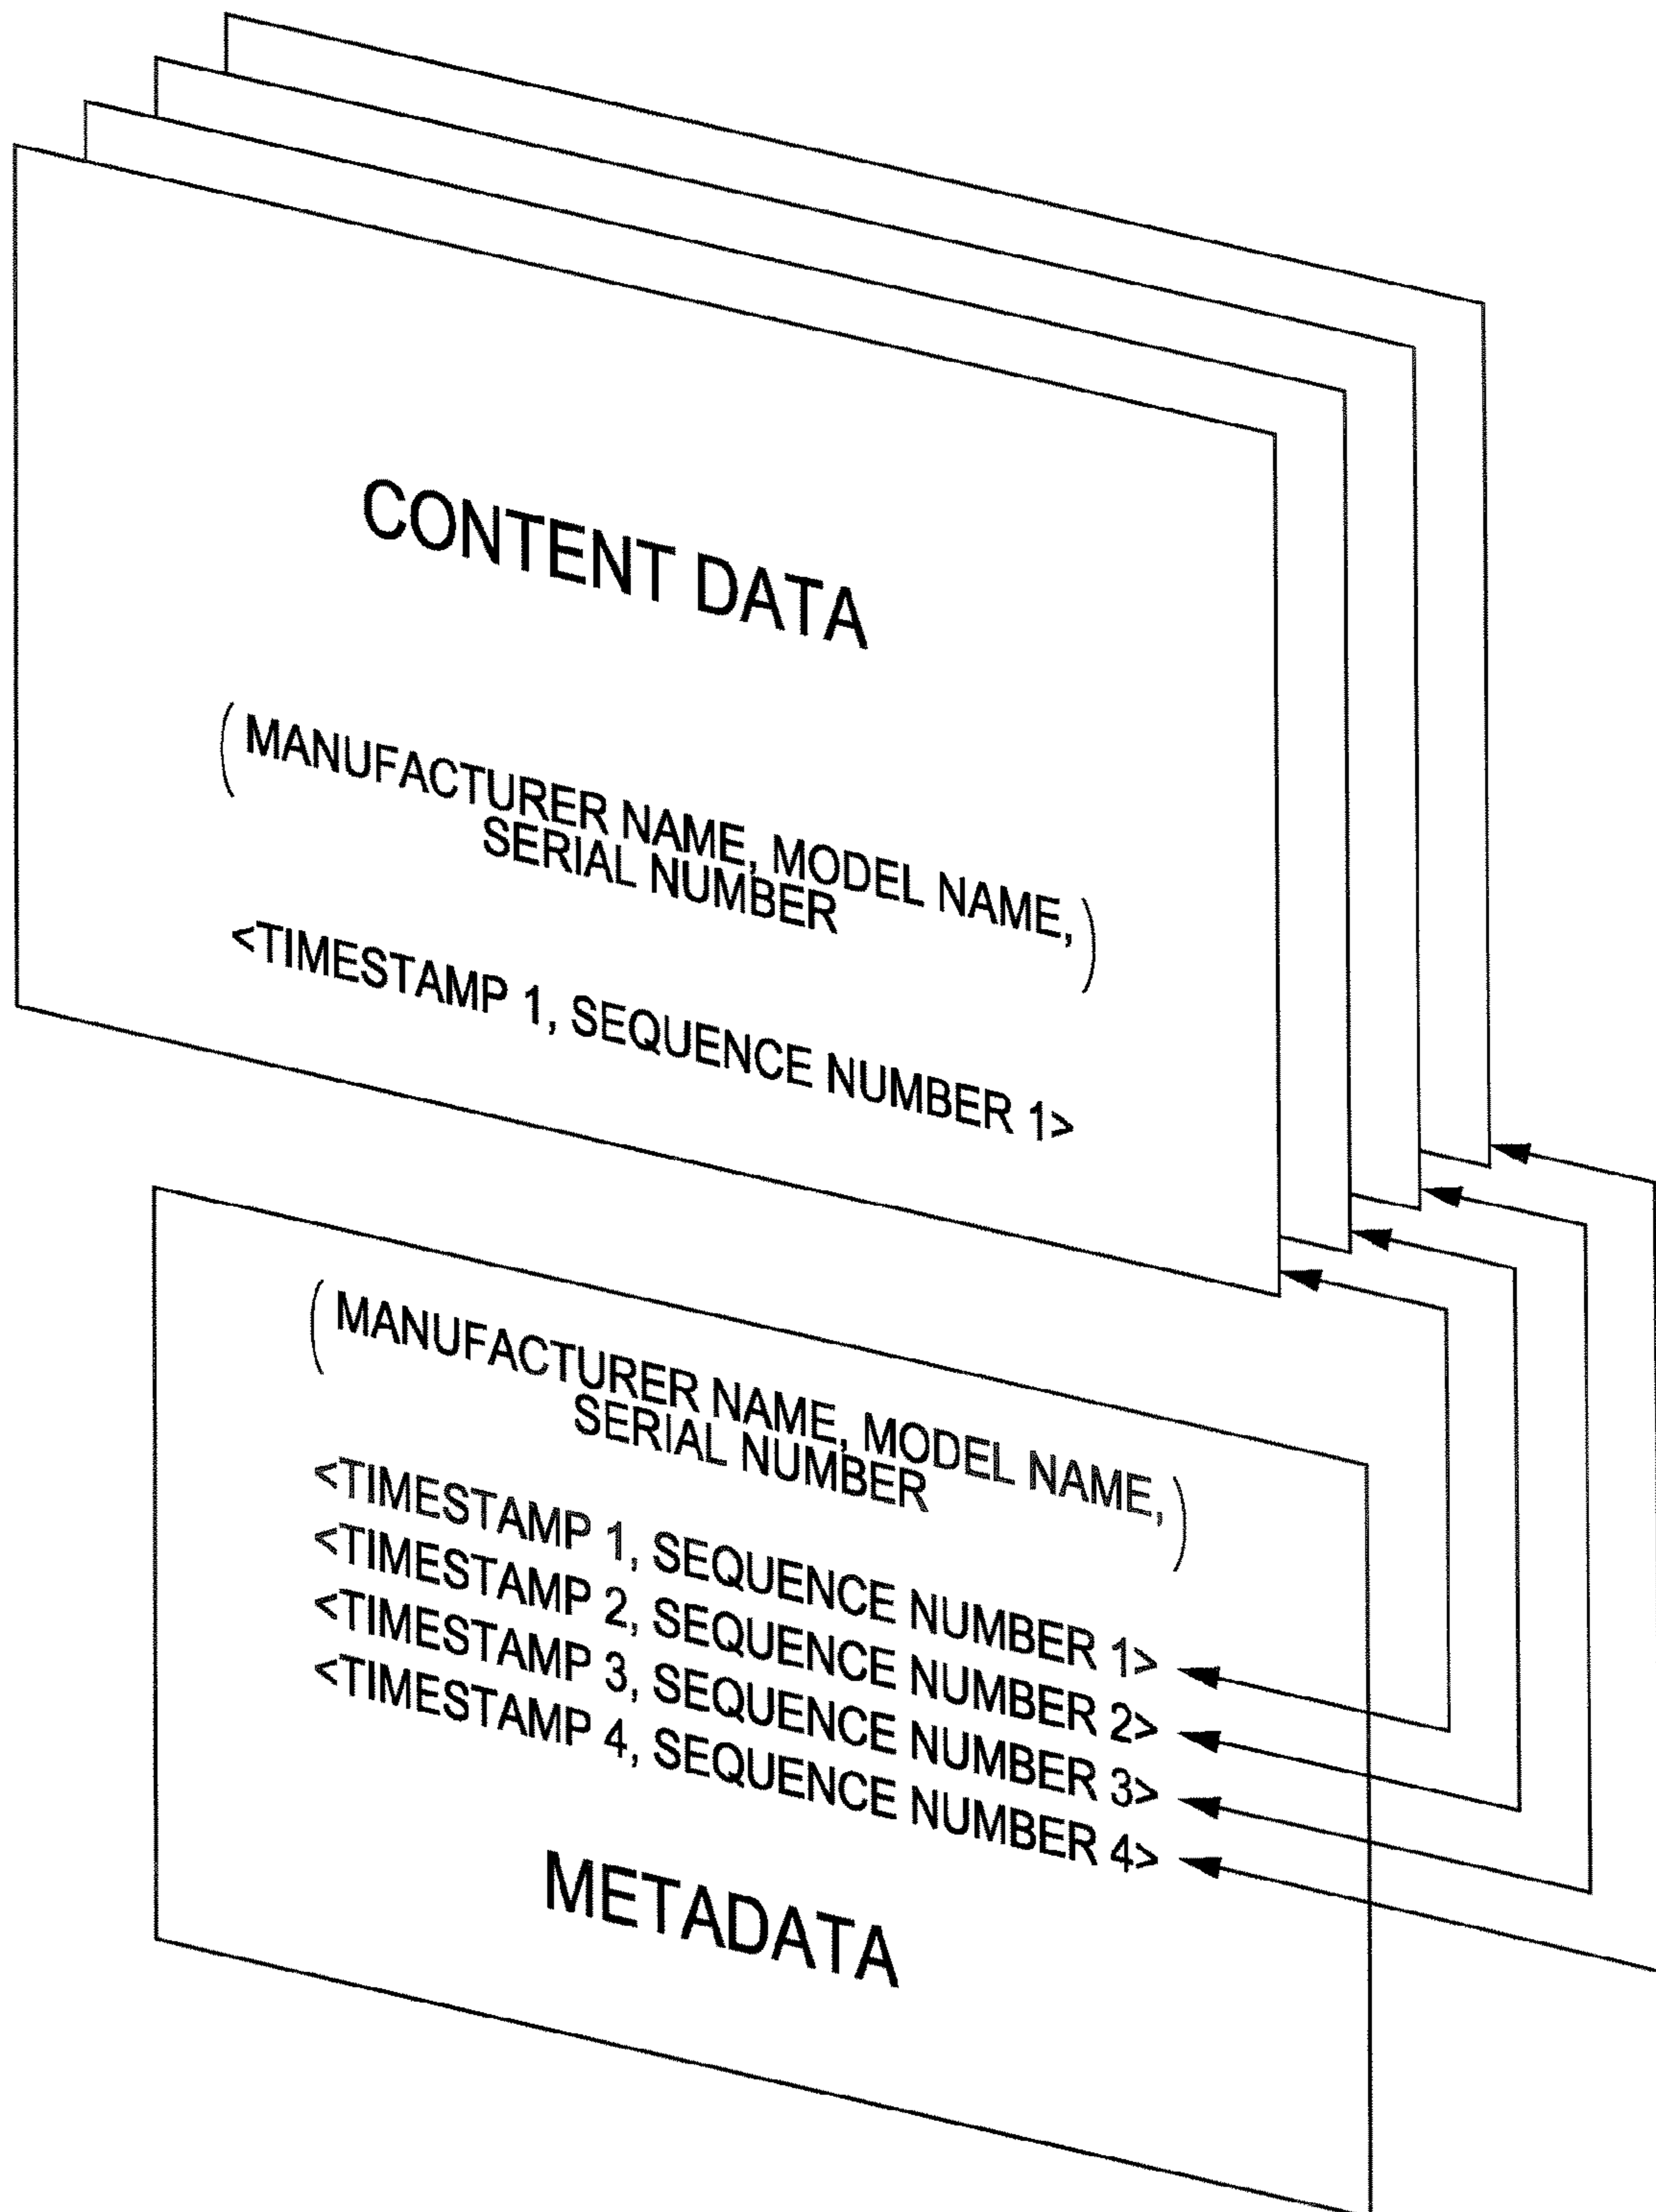 CONTENT DATA
( MANUFACTURER NAME, MODEL NAME, )
SERIAL NUMBER
<TIMESTAMP 1, SEQUENCE NUMBER 1>
( MANUFACTURER NAME, MODEL NAME, )
SERIAL NUMBER
<TIMESTAMP 1, SEQUENCE NUMBER 1>
<TIMESTAMP 2, SEQUENCE NUMBER 2>
<TIMESTAMP 3, SEQUENCE NUMBER 3>
<TIMESTAMP 4, SEQUENCE NUMBER 4>
METADATA